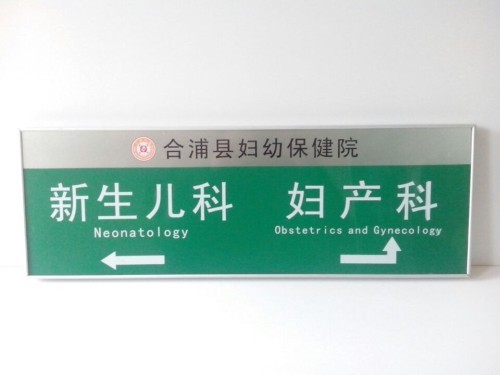 合浦县妇幼保健院
新生儿科 妇产科
Neonatology Obstetrics and Gynecology